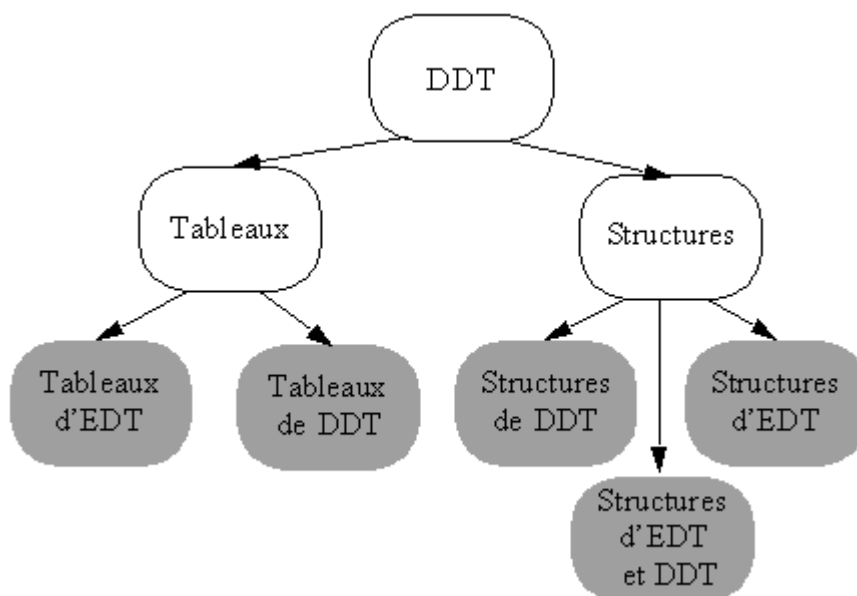 DDT
Tableaux
Structures
Tableaux
d'EDT
Tableaux
de DDT
Structures
de DDT
Structures
d'EDT
Structures
d'EDT
et DDT